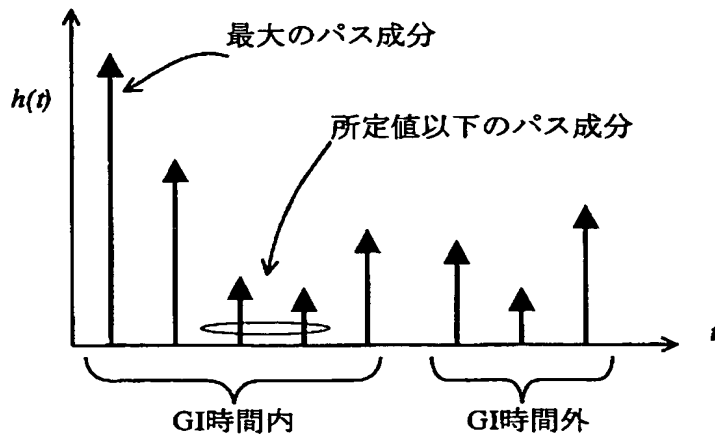 最大のパス成分
h(t)
所定値以下のパス成分
t
GI時間内
GI時間外